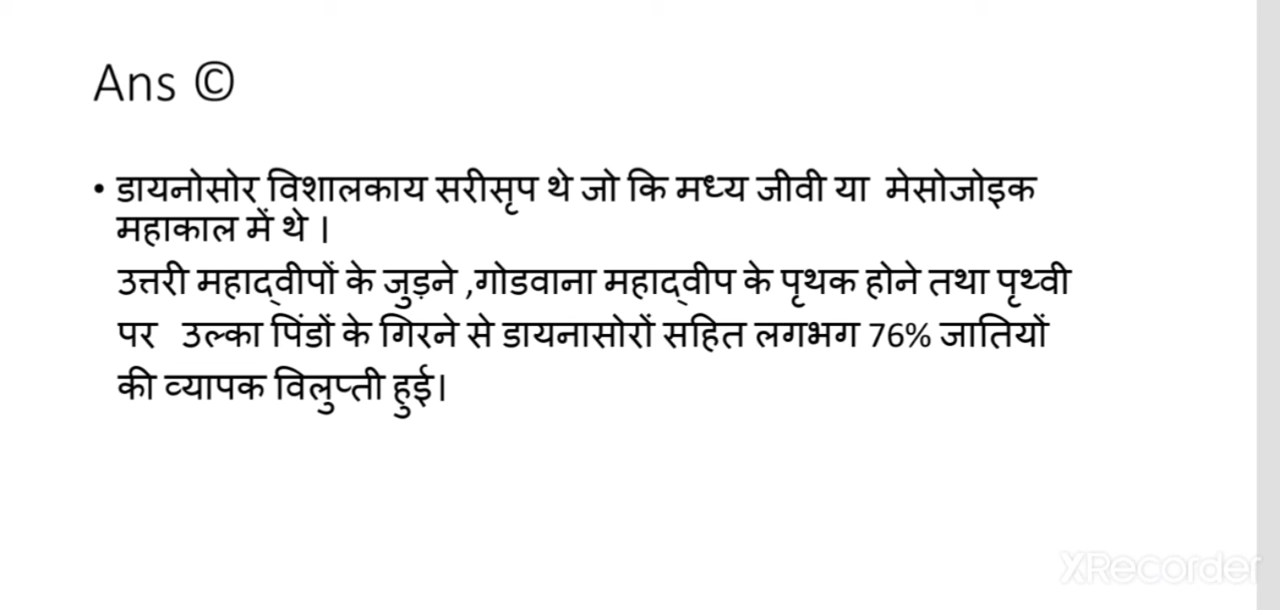 Ans ©
• डायनोसोर विशालकाय सरीसृप थे जो कि मध्य जीवी या मेसोजोइक
महाकाल में थे ।
उत्तरी महाद्वीपों के जुड़ने ,गोडवाना महाद्वीप के पृथक होने तथा पृथ्वी
पर उल्का पिंडों के गिरने से डायनासोरों सहित लगभग 76% जातियों
की व्यापक विलुप्ती हुई।
XRecorder